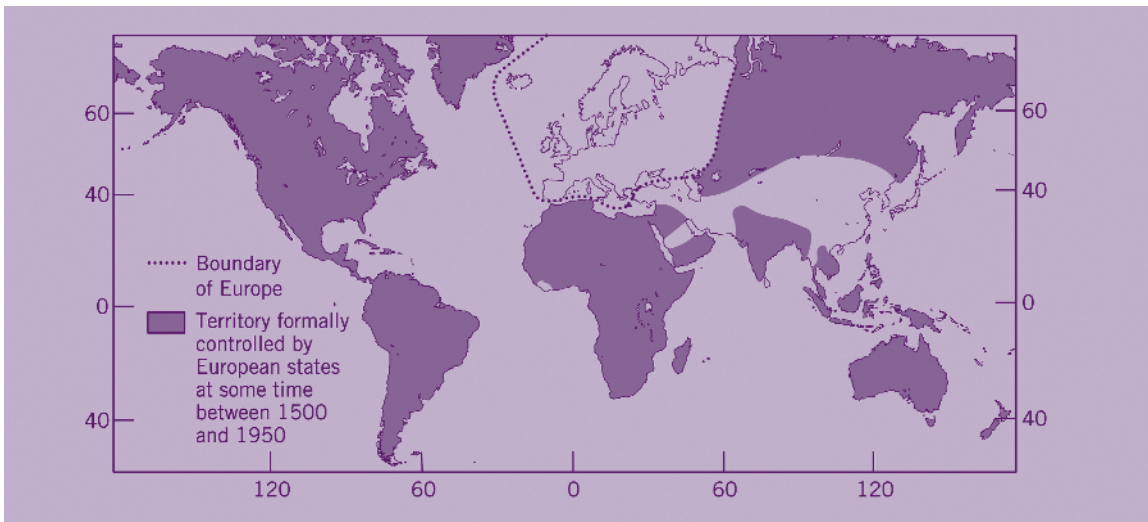 60
40
0
40
60
40
0
40
Boundary
of Europe
Territory formally
controlled by
European states
at some time
between 1500
and 1950
120
60
0
60
120